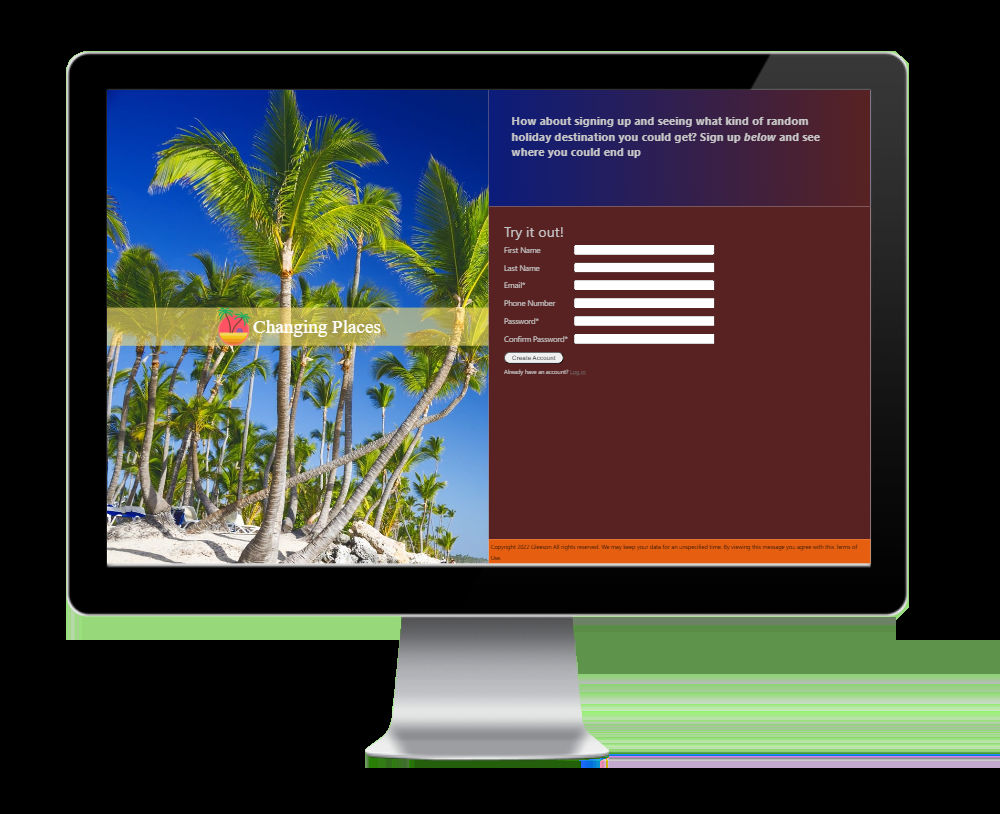 Changing Places
How about signing up and seeing what kind of random
holiday destination you could get? Sign up below and see
where you could end up
Try it out!
First Name
Last Name
Email*
Phone Number
Password*
Confirm Password*
Create Account
Already have an account? Log in
Copyright 2022 Gleeson All rights reserved. We may keep your data for an unspecified time. By viewing this message you agree with this Terms of
Use.